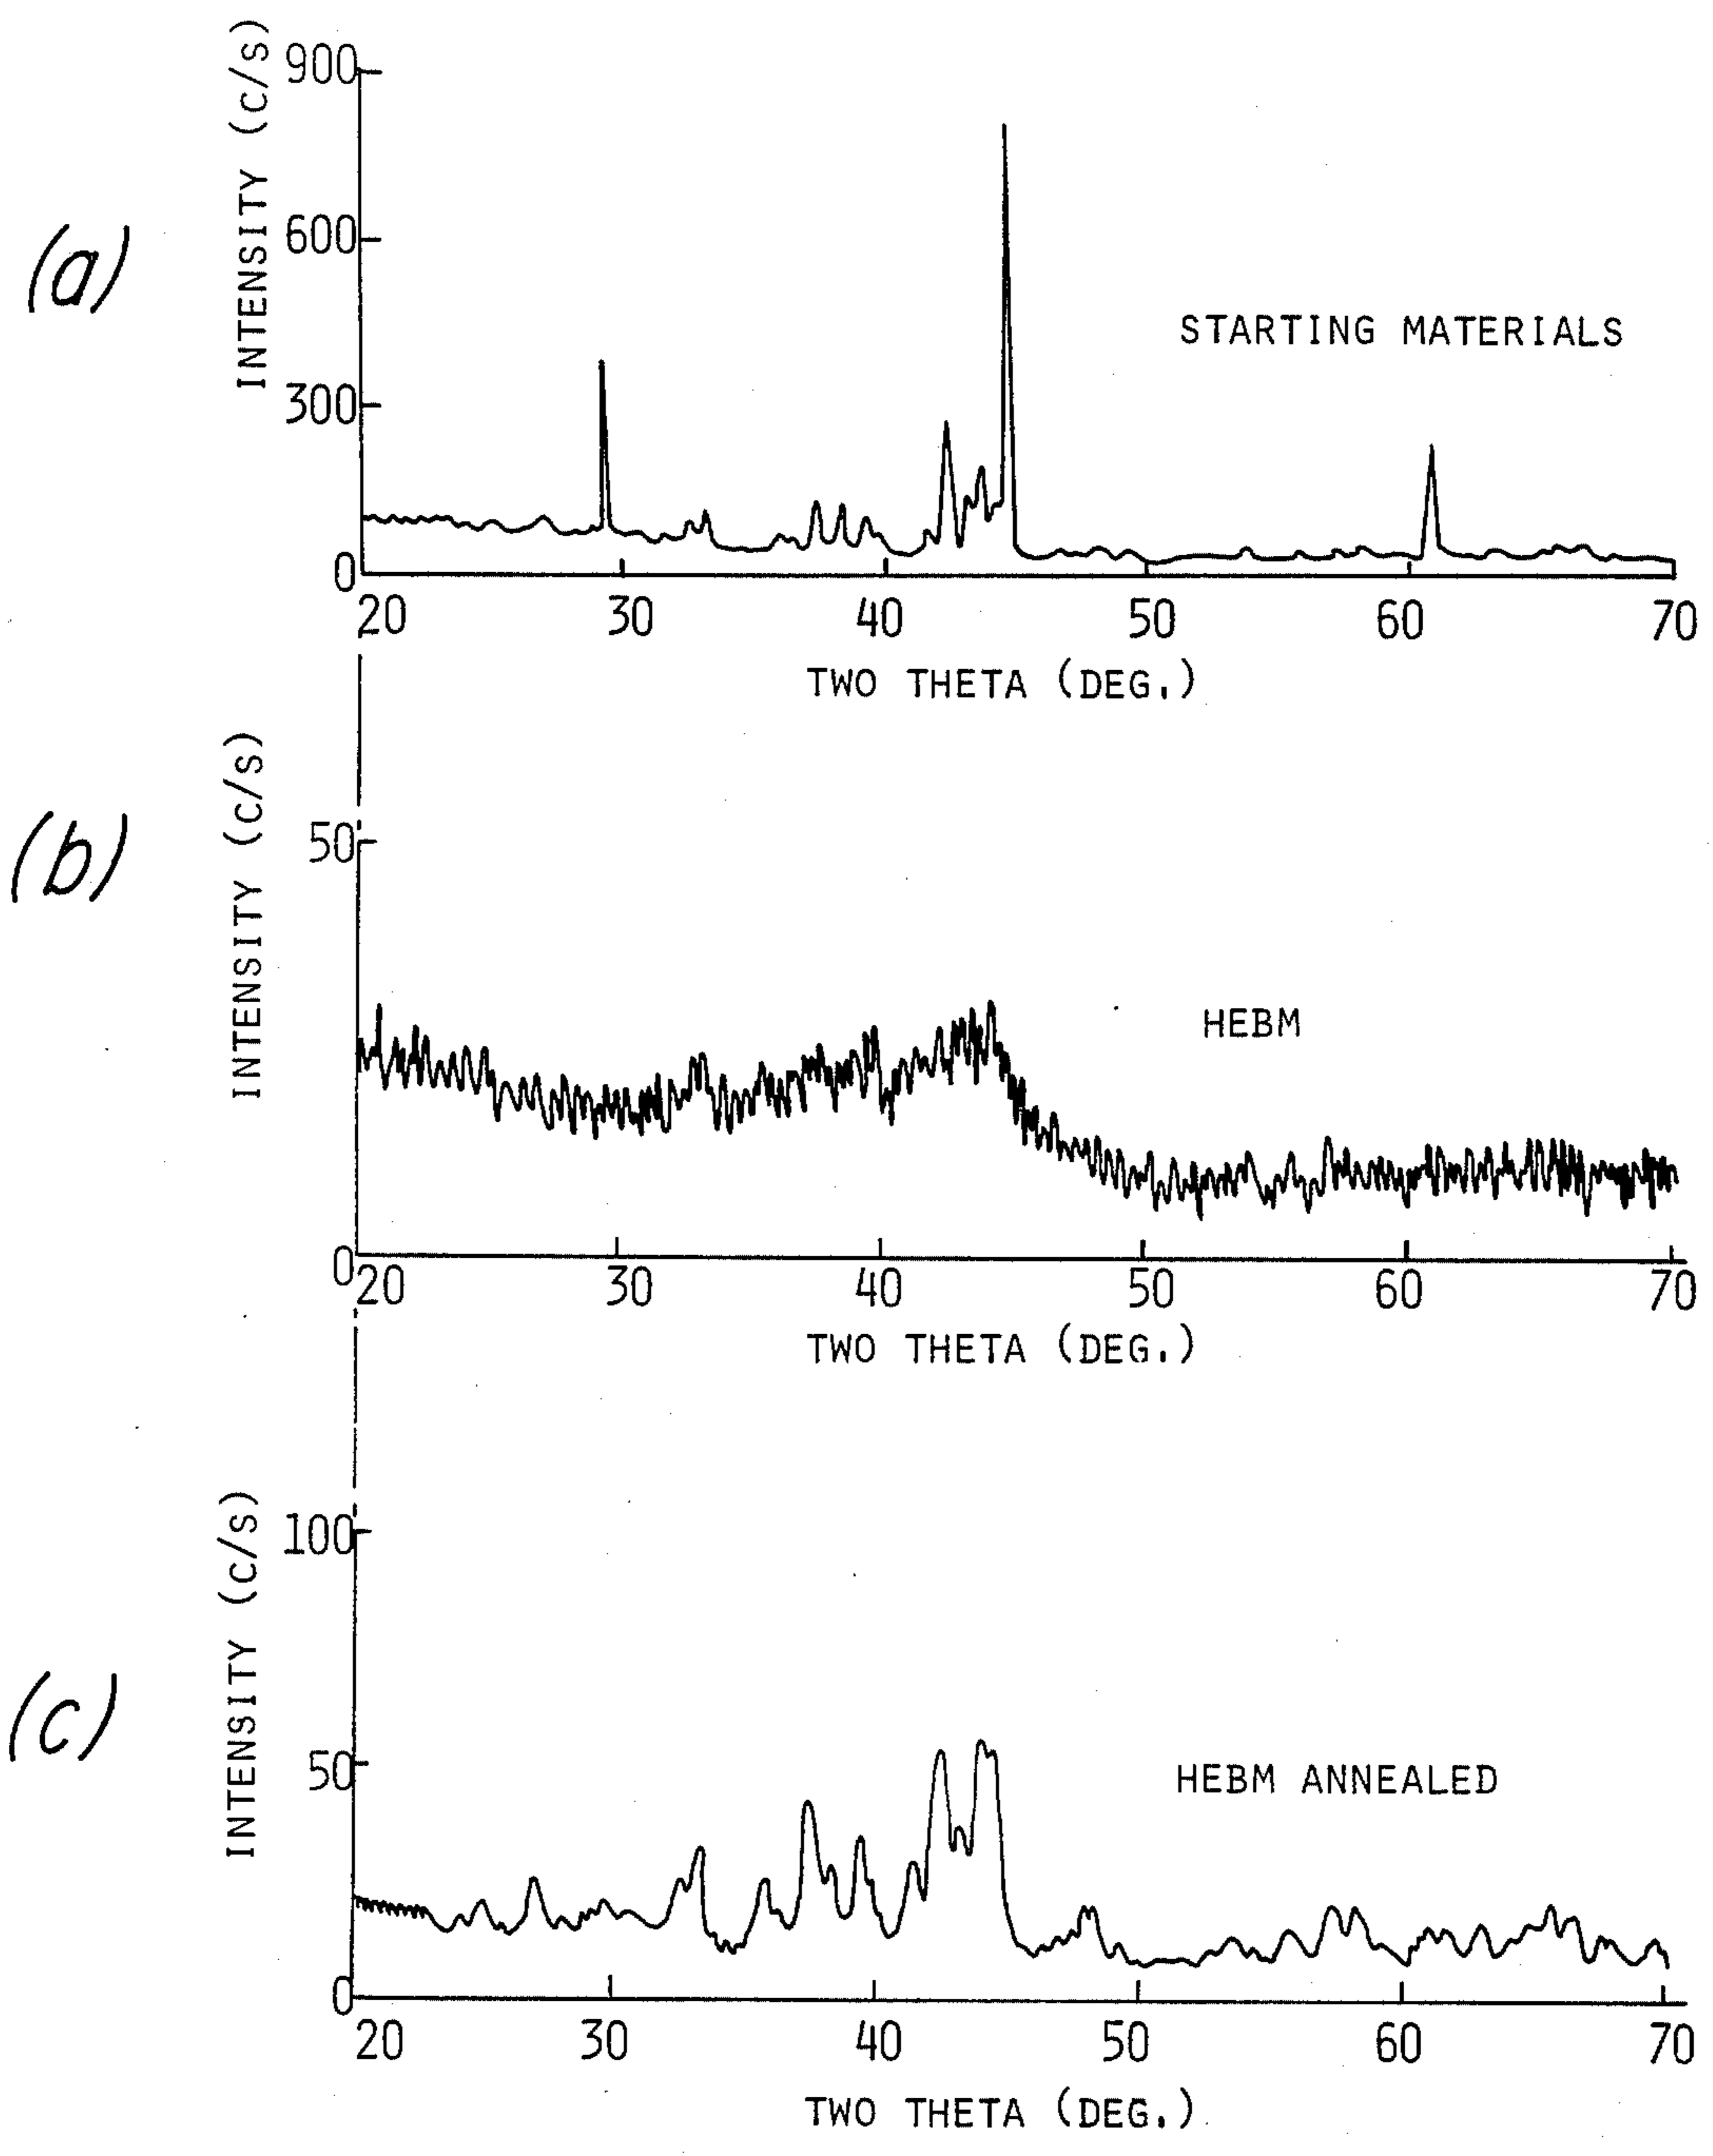 (a)
INTENSITY (C/S)
900
600
300
0
STARTING MATERIALS
20 30 40 50 60 70
TWO THETA (DEG.)
(b)
INTENSITY (C/S)
50
0
HEBM
20 30 40 50 60 70
TWO THETA (DEG.)
(c)
INTENSITY (C/S)
100
50
0
HEBM ANNEALED
20 30 40 50 60 70
TWO THETA (DEG.)